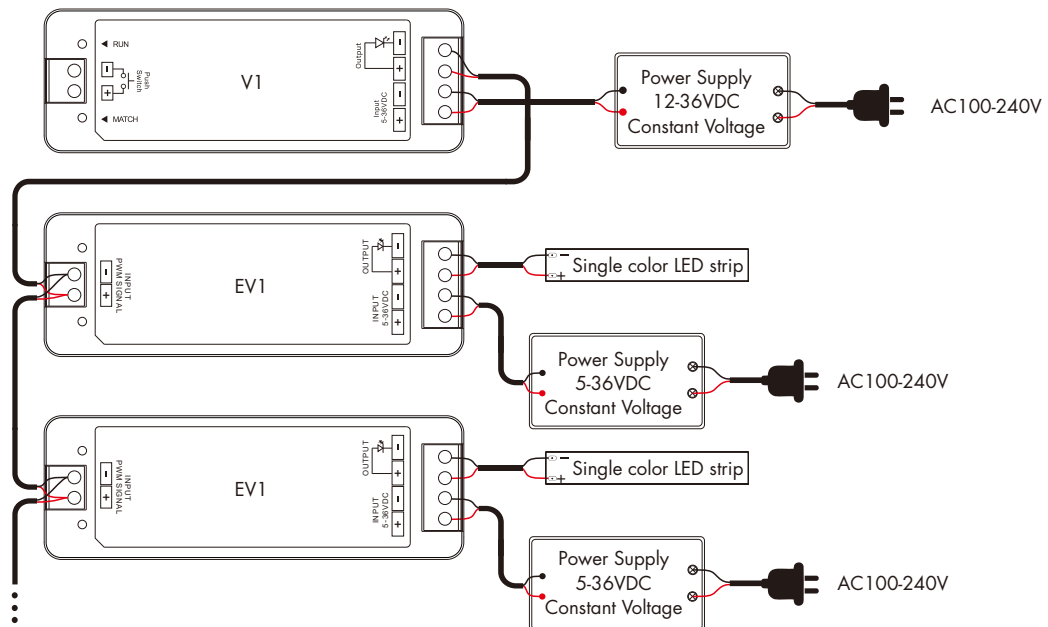 RUN
Push
Switch
MATCH
V1
Output
Input
5-36VDC
Power Supply
12-36VDC
Constant Voltage
AC100-240V
INPUT
PWM SIGNAL
EV1
OUTPUT
INPUT
5-36VDC
Single color LED strip
Power Supply
5-36VDC
Constant Voltage
AC100-240V
INPUT
PWM SIGNAL
EV1
OUTPUT
INPUT
5-36VDC
Single color LED strip
Power Supply
5-36VDC
Constant Voltage
AC100-240V